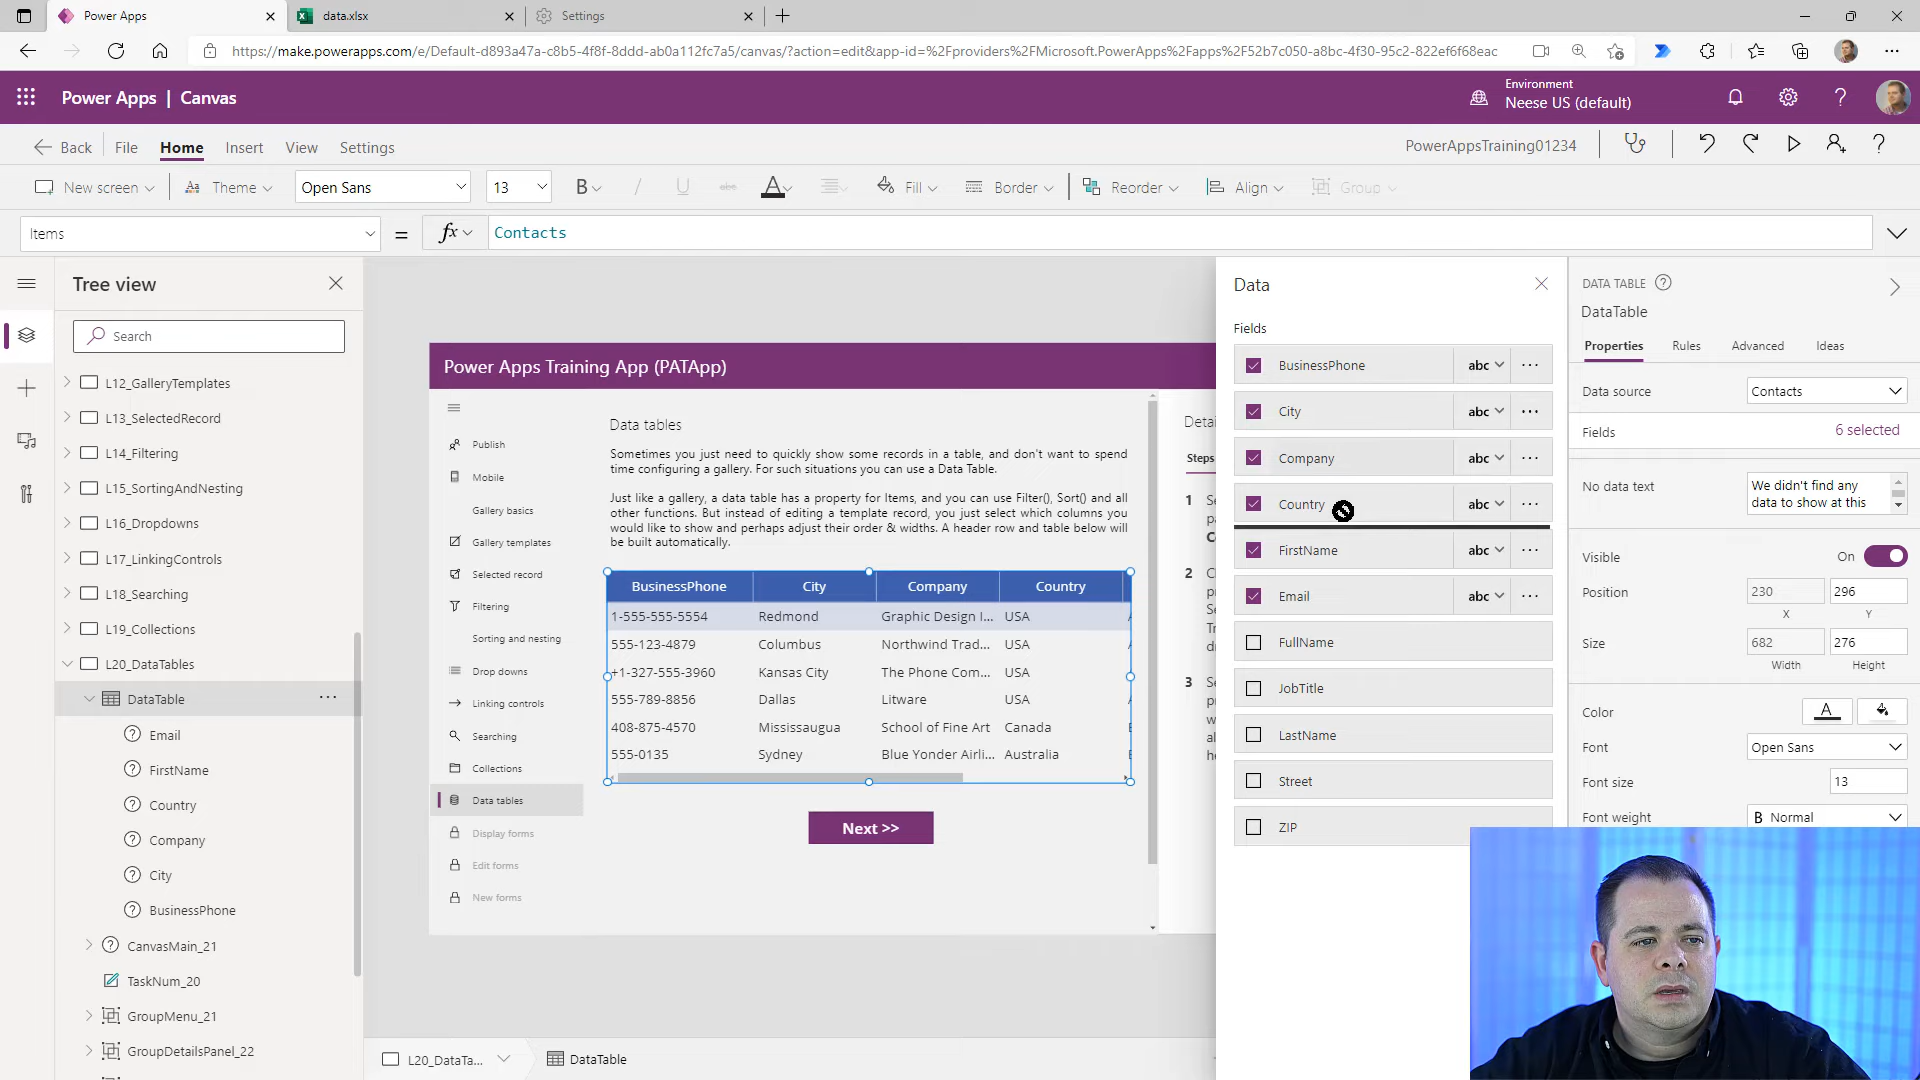 Power Apps
data.xlsx
Settings
https://make.powerapps.com/e/Default-d893a47a-c8b5-4f8f-8ddd-ab0a112fc7a5/canvas/?action=edit&app-id=%2Fproviders%2FMicrosoft.PowerApps%2Fapps%2F52b7c050-a8bc-4f30-95c2-822ef6f68eac
Power Apps | Canvas
Environment
Neese US (default)
Back File Home Insert View Settings
PowerAppsTraining01234
New screen Theme Open Sans 13 B Fill Border Reorder Align Group
Items = fx Contacts
Tree view
Search
L12_GalleryTemplates
L13_SelectedRecord
L14_Filtering
L15_SortingAndNesting
L16_Dropdowns
L17_LinkingControls
L18_Searching
L19_Collections
L20_DataTables
DataTable
Email
FirstName
Country
Company
City
BusinessPhone
CanvasMain_21
TaskNum_20
GroupMenu_21
GroupDetailsPanel_22
Power Apps Training App (PATApp)
Publish
Mobile
Gallery basics
Gallery templates
Selected record
Filtering
Sorting and nesting
Drop downs
Linking controls
Searching
Collections
Data tables
Display forms
Edit forms
New forms
Data tables
Sometimes you just need to quickly show some records in a table, and don't want to spend
time configuring a gallery. For such situations you can use a Data Table.
Just like a gallery, a data table has a property for Items, and you can use Filter(), Sort() and all
other functions. But instead of editing a template record, you just select which columns you
would like to show and perhaps adjust their order & widths. A header row and table below will
be built automatically.
BusinessPhone City Company Country
1-555-555-5554 Redmond Graphic Design I... USA
555-123-4879 Columbus Northwind Trad... USA
+1-327-555-3960 Kansas City The Phone Com... USA
555-789-8856 Dallas Litware USA
408-875-4570 Mississaugua School of Fine Art Canada
555-0135 Sydney Blue Yonder Airli... Australia
Next >>
Steps
1
2
3
Data
Fields
BusinessPhone abc
City abc
Company abc
Country abc
FirstName abc
Email abc
FullName
JobTitle
LastName
Street
ZIP
DATA TABLE
DataTable
Properties Rules Advanced Ideas
Data source Contacts
Fields 6 selected
No data text We didn't find any
data to show at this
Visible On
Position 230 296
X Y
Size 682 276
Width Height
Color A
Font Open Sans
Font size 13
Font weight B Normal
L20_DataTa... DataTable